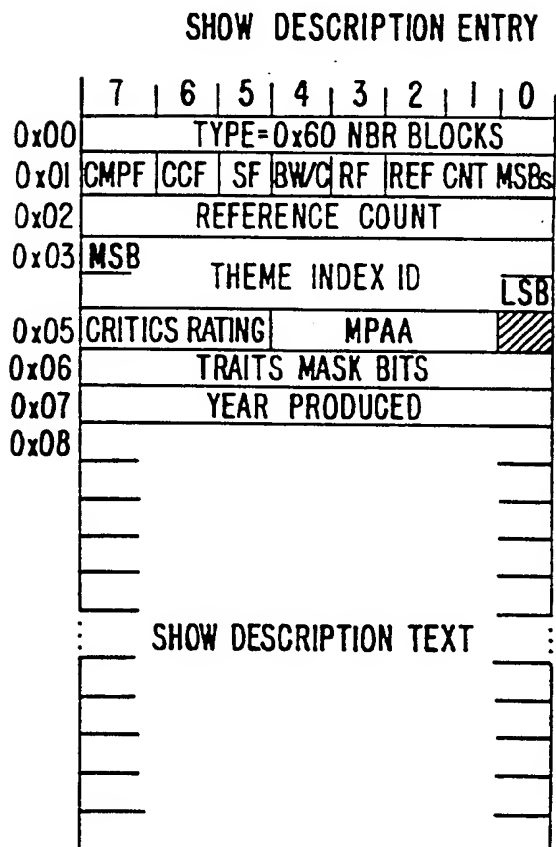 SHOW DESCRIPTION ENTRY
7 6 5 4 3 2 1 0
0x00 TYPE=0x60 NBR BLOCKS
0x01 CMPF CCF SF BW/C RF REF CNT MSBs
0x02 REFERENCE COUNT
0x03 MSB
THEME INDEX ID
LSB
0x05 CRITICS RATING MPAA
0x06 TRAITS MASK BITS
0x07 YEAR PRODUCED
0x08
SHOW DESCRIPTION TEXT